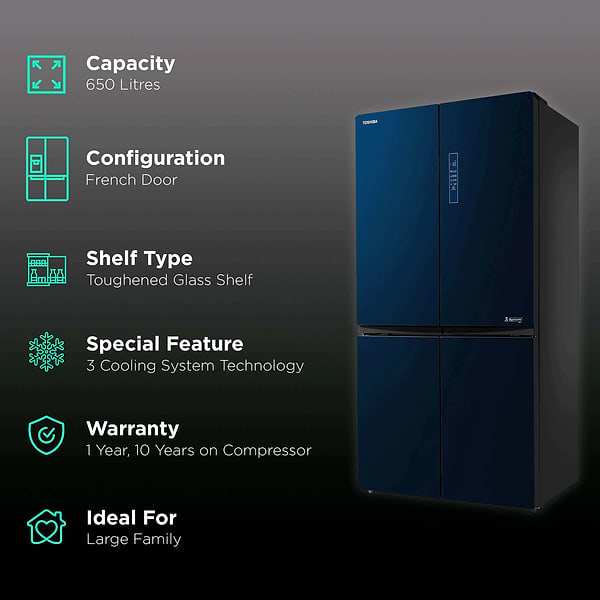 Capacity
650 Litres
Configuration
French Door
Shelf Type
Toughened Glass Shelf
Special Feature
3 Cooling System Technology
Warranty
1 Year, 10 Years on Compressor
Ideal For
Large Family
TOSHIBA